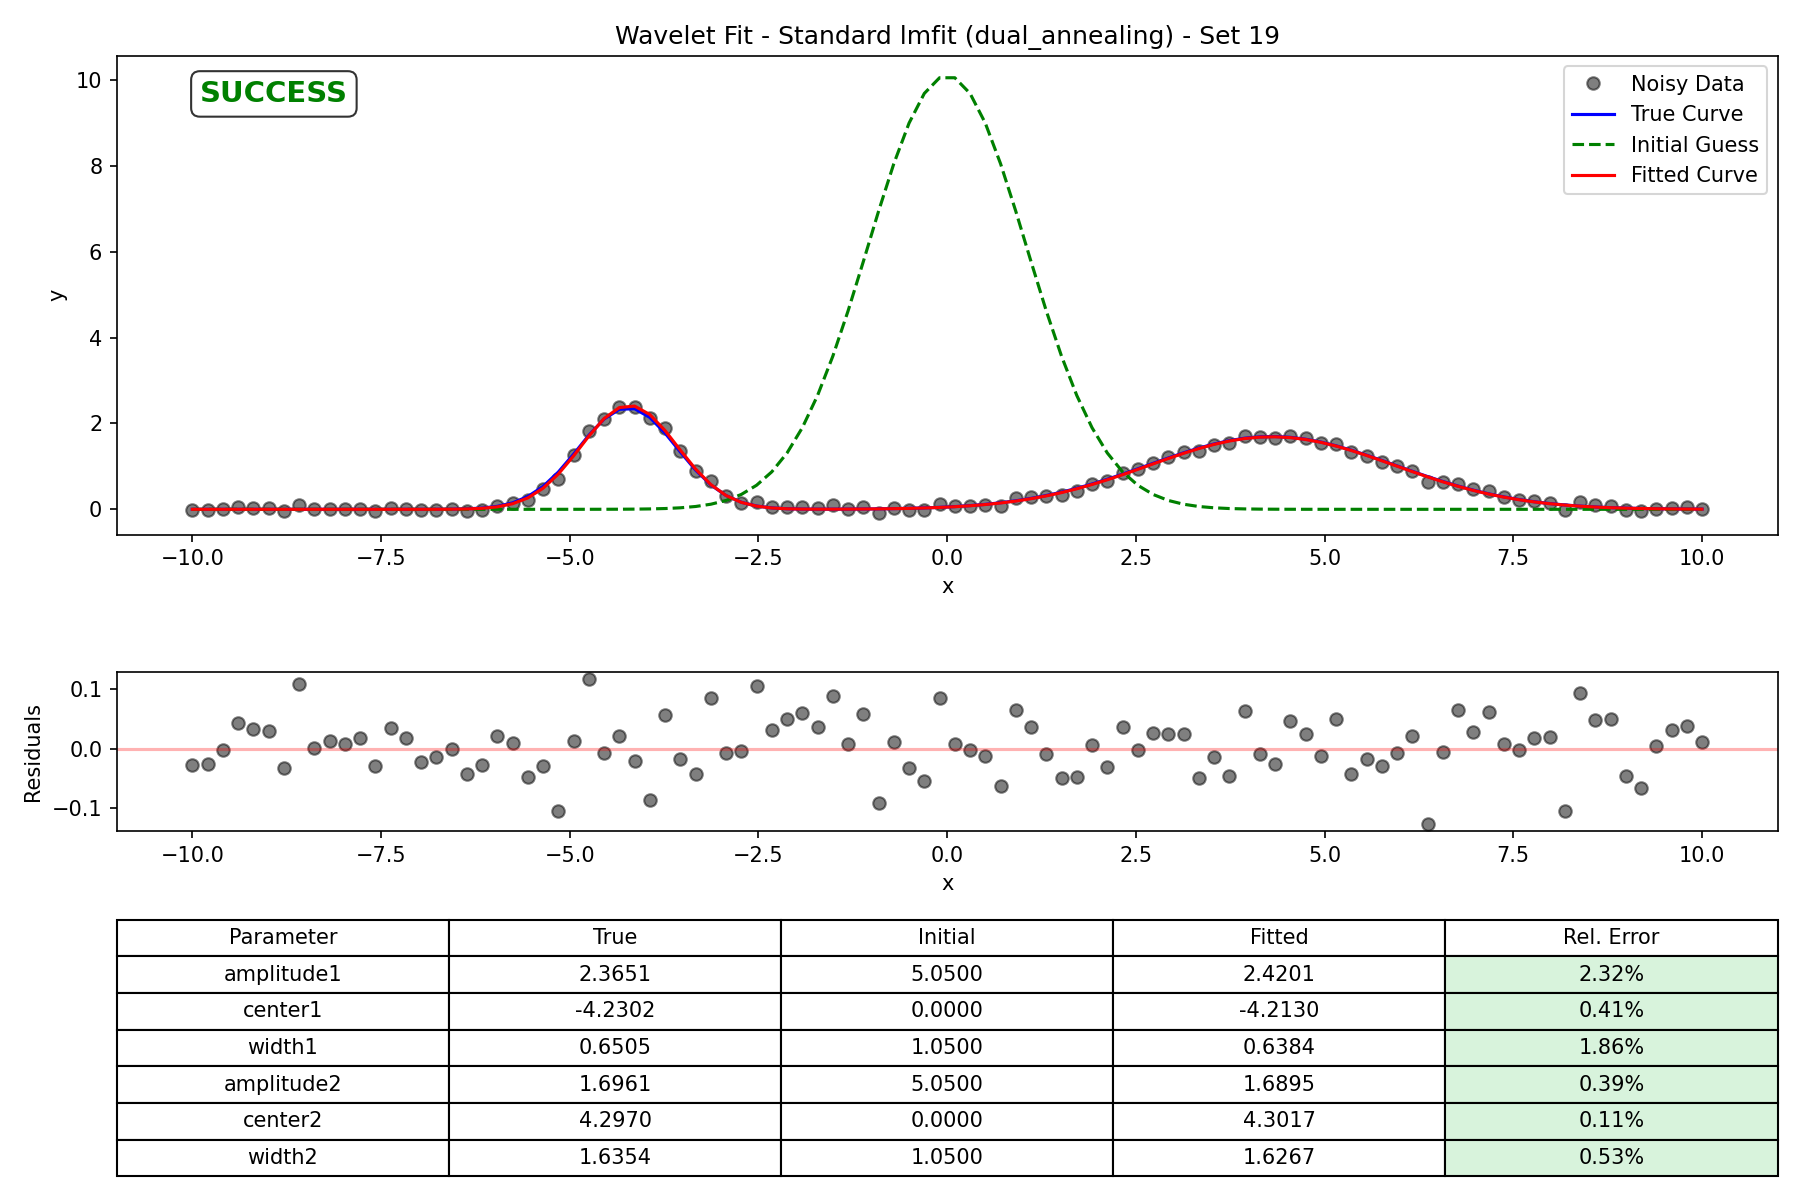 Wavelet Fit - Standard lmfit (dual_annealing) - Set 19
SUCCESS
Noisy Data
True Curve
Initial Guess
Fitted Curve
10
8
6
4
2
0
y
−10.0 −7.5 −5.0 −2.5 0.0 2.5 5.0 7.5 10.0
x
0.1
0.0
−0.1
Residuals
−10.0 −7.5 −5.0 −2.5 0.0 2.5 5.0 7.5 10.0
x
Parameter True Initial Fitted Rel. Error
amplitude1 2.3651 5.0500 2.4201 2.32%
center1 -4.2302 0.0000 -4.2130 0.41%
width1 0.6505 1.0500 0.6384 1.86%
amplitude2 1.6961 5.0500 1.6895 0.39%
center2 4.2970 0.0000 4.3017 0.11%
width2 1.6354 1.0500 1.6267 0.53%